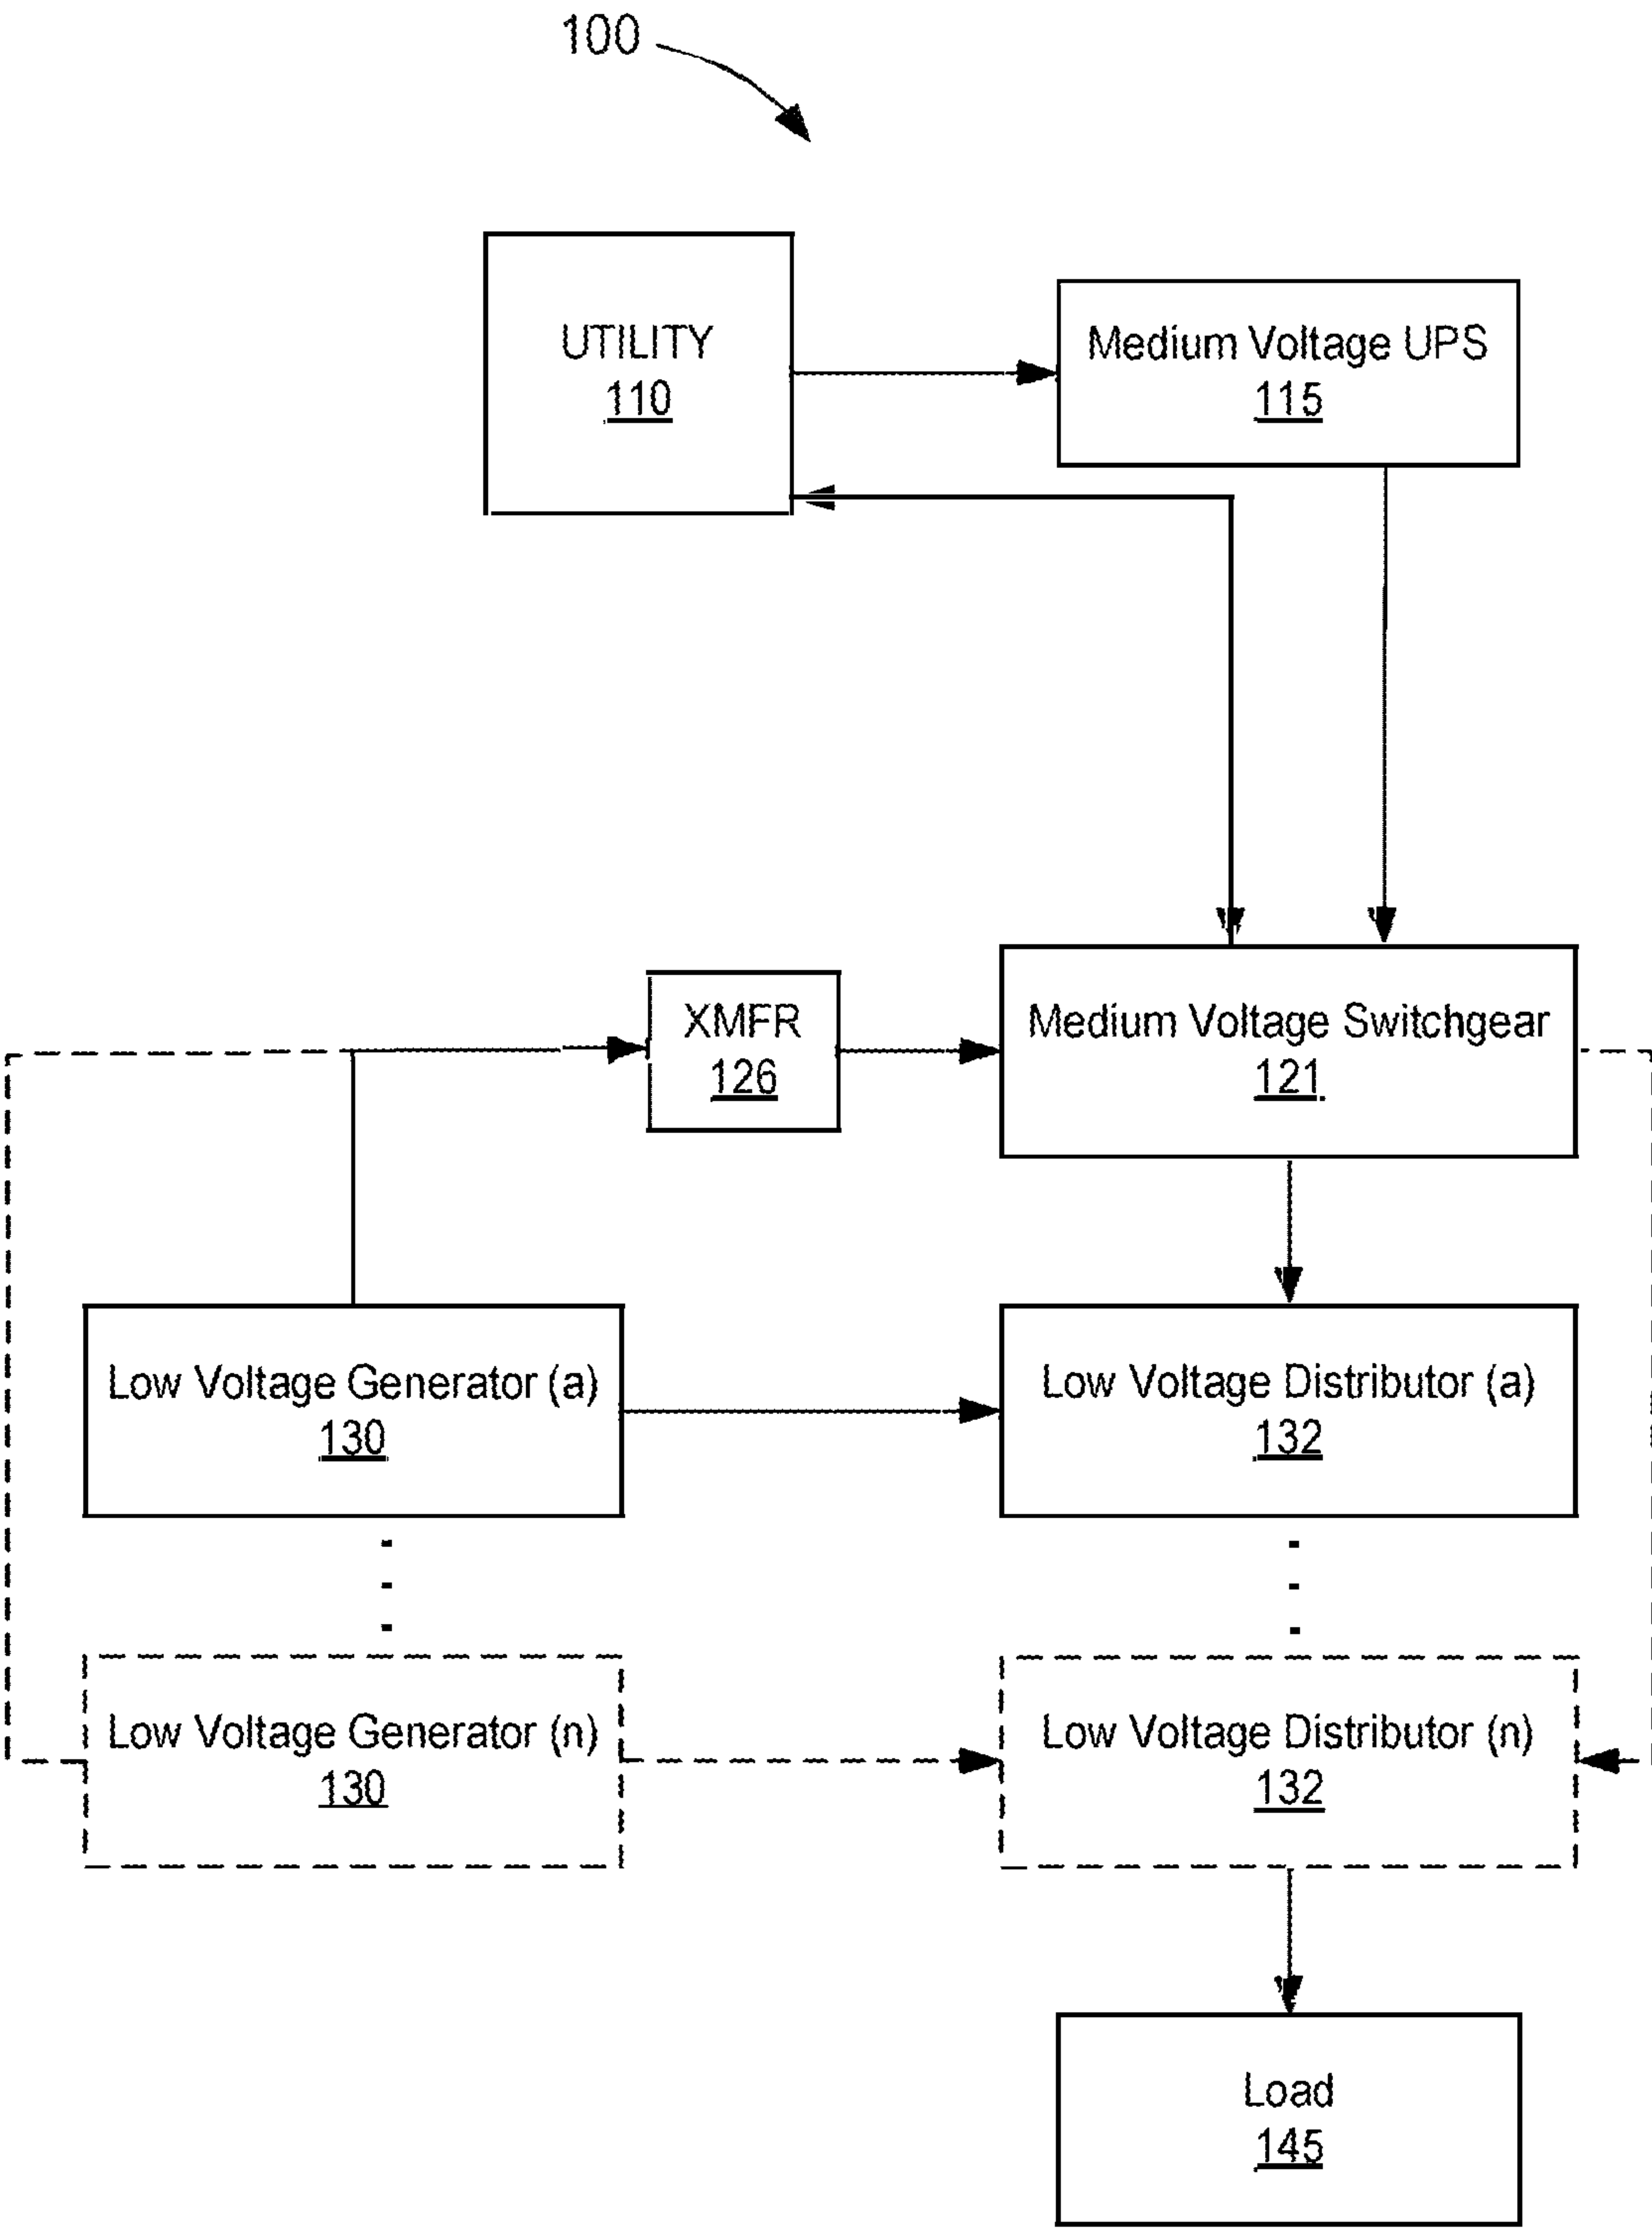 100
UTILITY
110
Medium Voltage UPS
115
XMFR
126
Medium Voltage Switchgear
121
Low Voltage Generator (a)
130
Low Voltage Distributor (a)
132
Low Voltage Generator (n)
130
Low Voltage Distributor (n)
132
Load
145